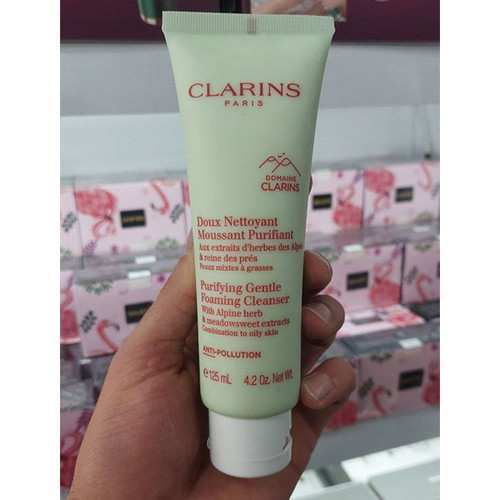 CLARINS
PARIS
DOMAINE
CLARINS
Doux Nettoyant
Moussant Purifiant
Aux extraits d'herbes des Alpes
& reine des prés
Peaux mixtes à grasses
Purifying Gentle
Foaming Cleanser
With Alpine herb
& meadowsweet extracts
Combination to oily skin
ANTI-POLLUTION
e 125 mL 4.2 Oz. Net Wt.